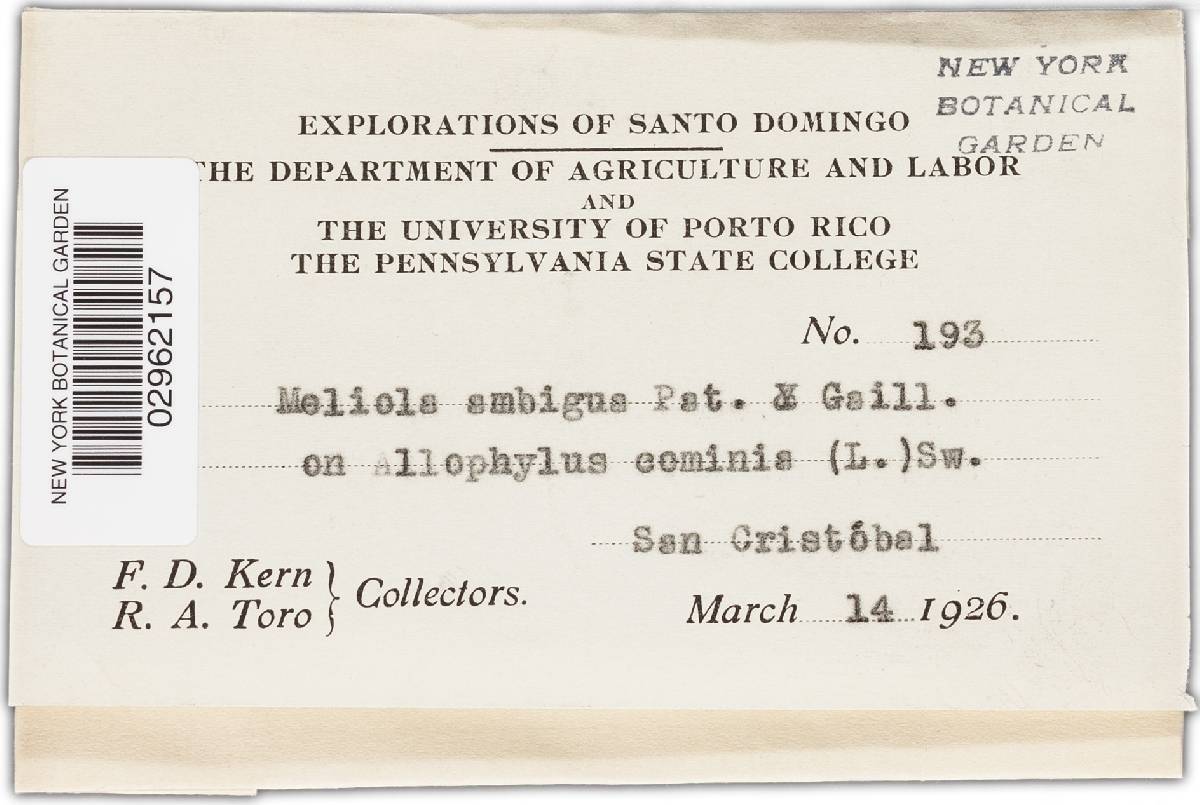 NEW YORK
BOTANICAL
GARDEN
EXPLORATIONS OF SANTO DOMINGO
THE DEPARTMENT OF AGRICULTURE AND LABOR
AND
THE UNIVERSITY OF PORTO RICO
THE PENNSYLVANIA STATE COLLEGE
NEW YORK BOTANICAL GARDEN
02962157
No. 193
Meliola ambigua Pat. & Gaill.
on Allophylus cominia (L.)Sw.
San Cristóbal
F. D. Kern
R. A. Toro
Collectors.
March 14 1926.